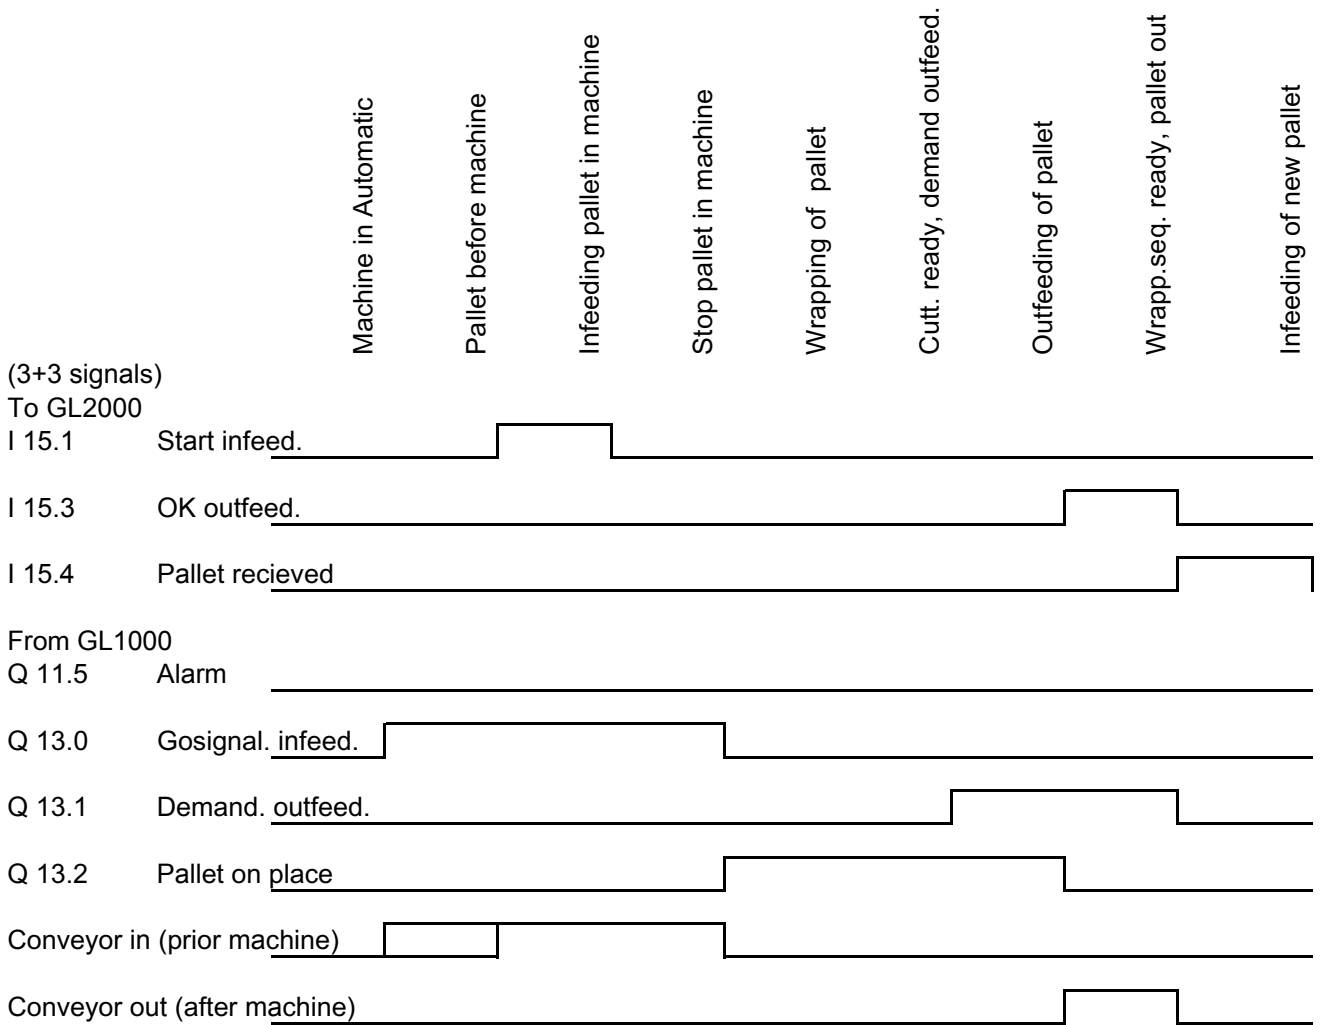 Machine in Automatic
Pallet before machine
Infeeding pallet in machine
Stop pallet in machine
Wrapping of pallet
Cutt. ready, demand outfeed.
Outfeeding of pallet
Wrapp.seq. ready, pallet out
Infeeding of new pallet
(3+3 signals)
To GL2000
I 15.1 Start infeed.
I 15.3 OK outfeed.
I 15.4 Pallet recieved
From GL1000
Q 11.5 Alarm
Q 13.0 Gosignal. infeed.
Q 13.1 Demand. outfeed.
Q 13.2 Pallet on place
Conveyor in (prior machine)
Conveyor out (after machine)